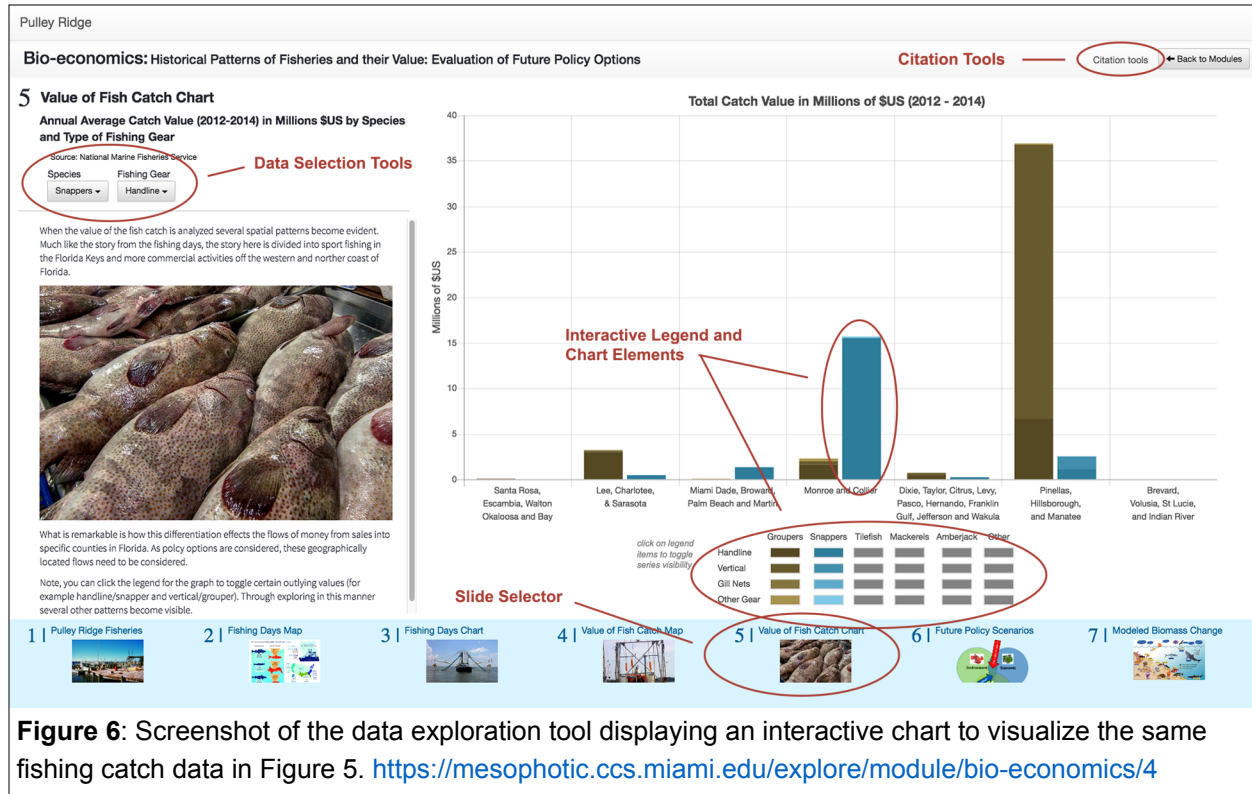 Pulley Ridge
Bio-economics: Historical Patterns of Fisheries and their Value: Evaluation of Future Policy Options
Citation Tools
Citation tools
← Back to Modules
5 Value of Fish Catch Chart
Annual Average Catch Value (2012-2014) in Millions $US by Species
and Type of Fishing Gear
Source: National Marine Fisheries Service
Species Fishing Gear
Snappers Handline
Data Selection Tools
When the value of the fish catch is analyzed several spatial patterns become evident.
Much like the story from the fishing days, the story here is divided into sport fishing in
the Florida Keys and more commercial activities off the western and norther coast of
Florida.
What is remarkable is how this differentiation effects the flows of money from sales into
specific counties in Florida. As polcy options are considered, these geographically
located flows need to be considered.
Note, you can click the legend for the graph to toggle certain outlying values (for
example handline/snapper and vertical/grouper). Through exploring in this manner
several other patterns become visible.
Total Catch Value in Millions of $US (2012 - 2014)
Millions of $US
40
35
30
25
20
15
10
5
0
Interactive Legend and
Chart Elements
Santa Rosa,
Escambia, Walton
Okaloosa and Bay
Lee, Charlotee,
& Sarasota
Miami Dade, Broward,
Palm Beach and Martin
Monroe and Collier
Dixie, Taylor, Citrus, Levy,
Pasco, Hernando, Franklin
Gulf, Jefferson and Wakula
Pinellas,
Hillsborough,
and Manatee
Brevard,
Volusia, St Lucie,
and Indian River
click on legend
items to toggle
series visibility
Groupers Snappers Tilefish Mackerels Amberjack Other
Handline
Vertical
Gill Nets
Other Gear
Slide Selector
1 | Pulley Ridge Fisheries
2 | Fishing Days Map
3 | Fishing Days Chart
4 | Value of Fish Catch Map
5 | Value of Fish Catch Chart
6 | Future Policy Scenarios
7 | Modeled Biomass Change
Figure 6: Screenshot of the data exploration tool displaying an interactive chart to visualize the same
fishing catch data in Figure 5. https://mesophotic.ccs.miami.edu/explore/module/bio-economics/4